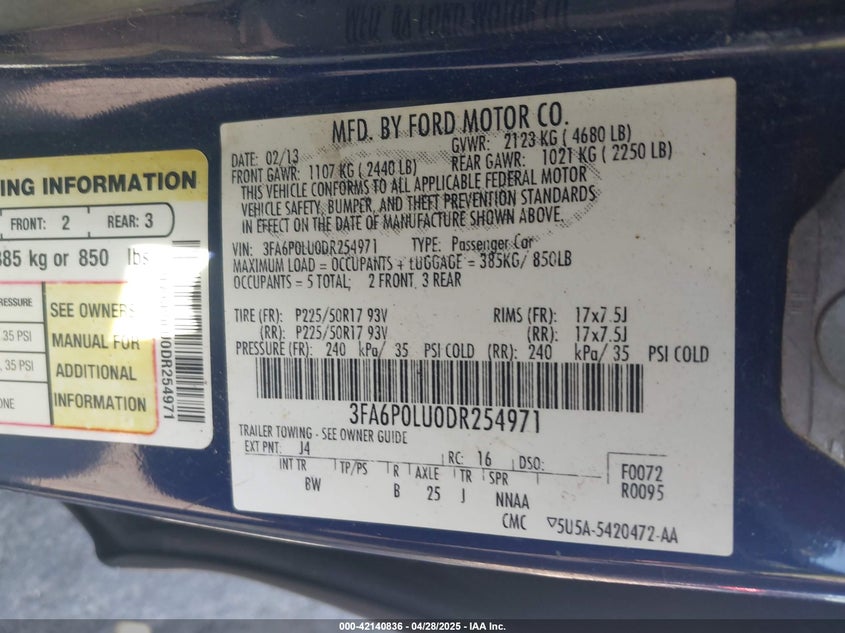 MFD. BY FORD MOTOR CO.
DATE: 02/13
GVWR: 2123 KG ( 4680 LB)
FRONT GAWR: 1107 KG ( 2440 LB)
REAR GAWR: 1021 KG ( 2250 LB)
THIS VEHICLE CONFORMS TO ALL APPLICABLE FEDERAL MOTOR
VEHICLE SAFETY, BUMPER, AND THEFT PREVENTION STANDARDS
IN EFFECT ON THE DATE OF MANUFACTURE SHOWN ABOVE.
VIN: 3FA6P0LU0DR254971 TYPE: Passenger Car
MAXIMUM LOAD = OCCUPANTS + LUGGAGE = 385KG/ 850LB
OCCUPANTS = 5 TOTAL; 2 FRONT, 3 REAR
TIRE (FR): P225/50R17 93V RIMS (FR): 17x7.5J
(RR): P225/50R17 93V (RR): 17x7.5J
PRESSURE (FR): 240 kPa/ 35 PSI COLD (RR): 240 kPa/ 35 PSI COLD
3FA6P0LU0DR254971
TRAILER TOWING - SEE OWNER GUIDE
EXT PNT: J4 RC: 16 DSO:
INT TR TP/PS R AXLE TR SPR
BW B 25 J NNAA
CMC
F0072
R0095
5U5A-5420472-AA
INFORMATION
FRONT: 2 REAR: 3
kg or 850 lbs
PRESSURE
35 PSI
35 PSI
SEE OWNERS
MANUAL FOR
ADDITIONAL
INFORMATION
0DR254971
000-42140836 - 04/28/2025 - IAA Inc.